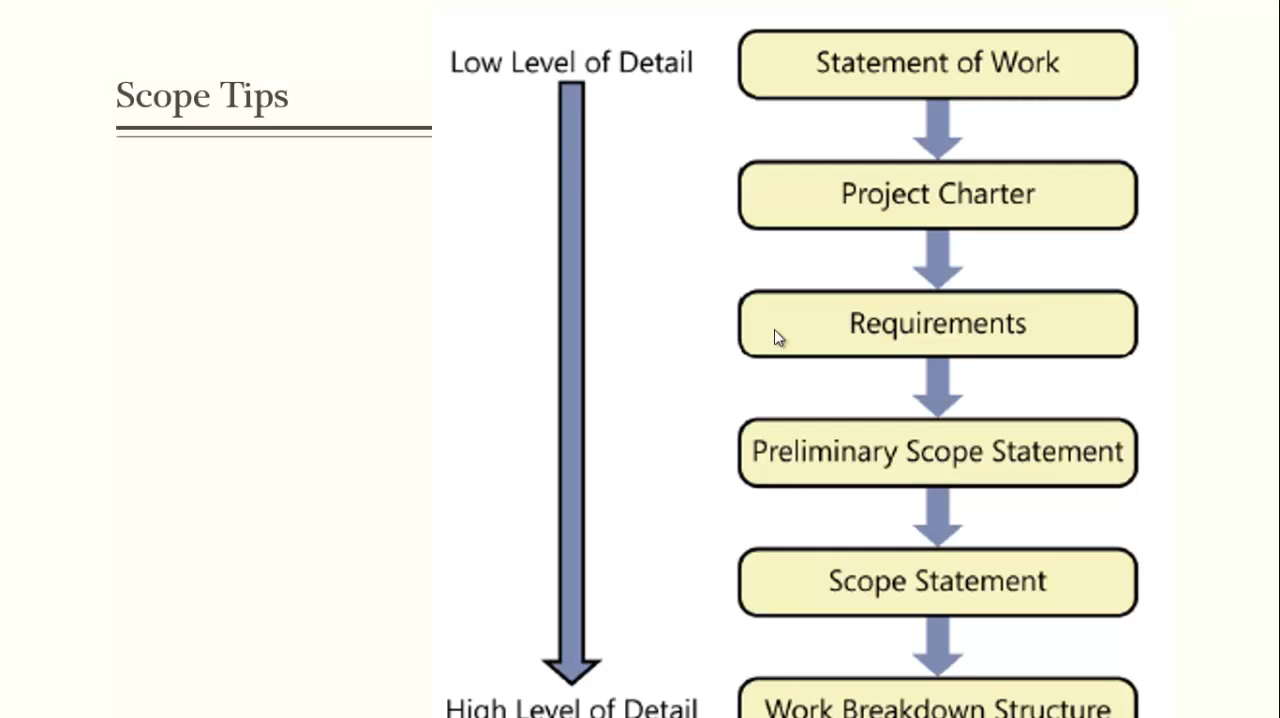 Scope Tips
Low Level of Detail
High Level of Detail
Statement of Work
Project Charter
Requirements
Preliminary Scope Statement
Scope Statement
Work Breakdown Structure